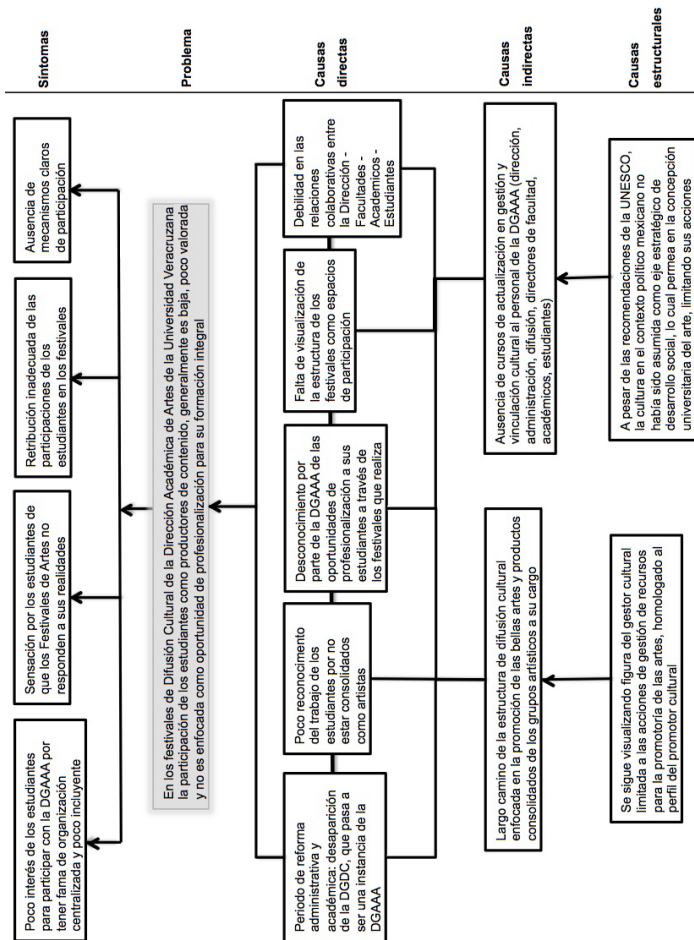 Síntomas
Poco interés de los estudiantes
para participar con la DGAAA por
tener fama de organización
centralizada y poco incluyente
Sensación por los estudiantes de
que los Festivales de Artes no
responden a sus realidades
Retribución inadecuada de las
participaciones de los
estudiantes en los festivales
Ausencia de
mecanismos claros
de participación
Problema
En los festivales de Difusión Cultural de la Dirección Académica de Artes de la Universidad Veracruzana
la participación de los estudiantes como productores de contenido, generalmente es baja, poco valorada
y no es enfocada como oportunidad de profesionalización para su formación integral
Causas
directas
Periodo de reforma
administrativa y
académica: desaparición
de la DGDC, que pasa a
ser una instancia de la
DGAAA
Poco reconocimiento
del trabajo de los
estudiantes por no
estar consolidados
como artistas
Desconocimiento por
parte de la DGAAA de las
oportunidades de
profesionalización a sus
estudiantes a través de
los festivales que realiza
Falta de visualización de
la estructura de los
festivales como espacios
de participación
Debilidad en las
relaciones
colaborativas entre
la Dirección -
Facultades -
Academicos -
Estudiantes
Causas
indirectas
Largo camino de la estructura de difusión cultural
enfocada en la promoción de las bellas artes y productos
consolidados de los grupos artísticos a su cargo
Ausencia de cursos de actualización en gestión y
vinculación cultural al personal de la DGAAA (dirección,
administración, difusión, directores de facultad,
académicos, estudiantes)
Causas
estructurales
Se sigue visualizando figura del gestor cultural
limitada a las acciones de gestión de recursos
para la promotoría de las artes, homologado al
perfil del promotor cultural
A pesar de las recomendaciones de la UNESCO,
la cultura en el contexto político mexicano no
había sido asumida como eje estratégico de
desarrollo social, lo cual permea en la concepción
universitaria del arte, limitando sus acciones